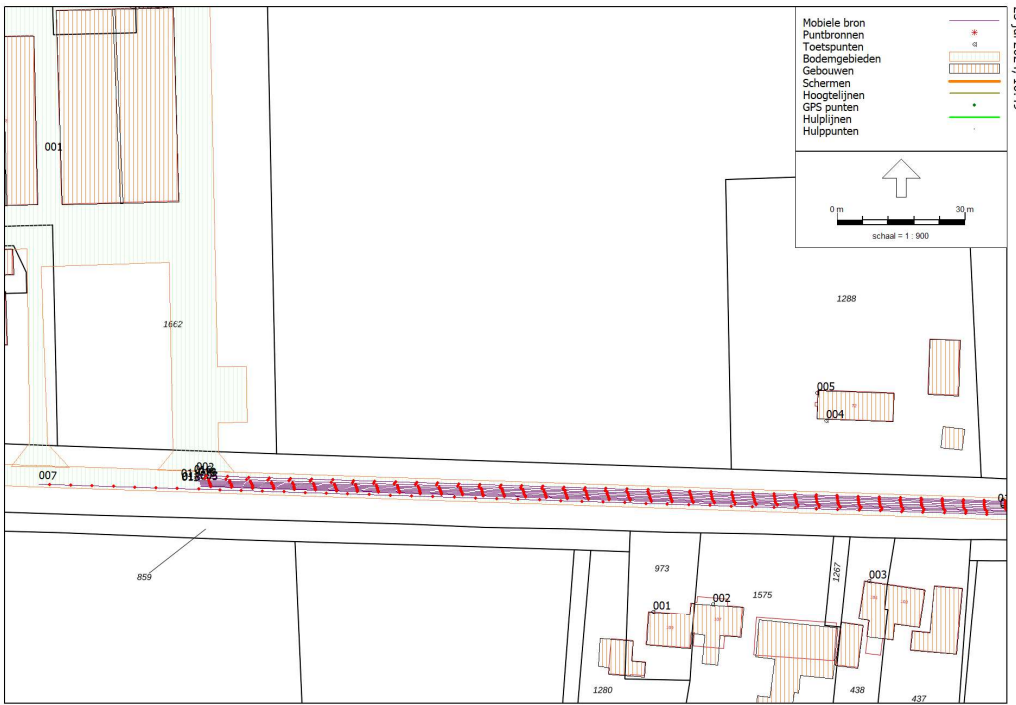 Mobiele bron
Puntbronnen
Toetspunten
Bodemgebieden
Gebouwen
Schermen
Hoogtelijnen
GPS punten
Hulplijnen
Hulppunten
0 m 30 m
schaal = 1 : 900
001
1288
1662
005
004
002
007
859
973
1267
003
1575
002
001
1280
438
437